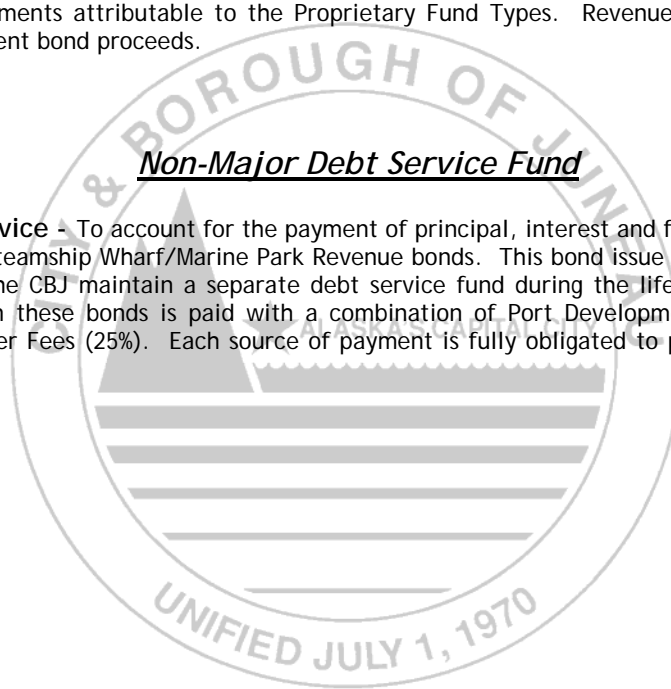 ments attributable to the Proprietary Fund Types. Revenue
ent bond proceeds.
CITY & BOROUGH OF JUNEAU
Non-Major Debt Service Fund
vice - To account for the payment of principal, interest and f
teamship Wharf/Marine Park Revenue bonds. This bond issue
he CBJ maintain a separate debt service fund during the life
n these bonds is paid with a combination of Port Developm
er Fees (25%). Each source of payment is fully obligated to p
ALASKA'S CAPITAL CITY
UNIFIED JULY 1, 1970